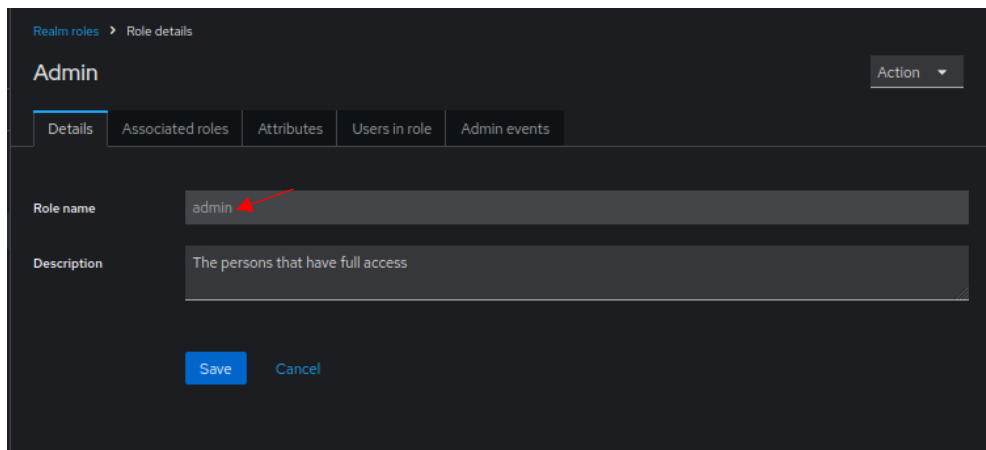 Realm roles > Role details
Admin
Action
Details Associated roles Attributes Users in role Admin events
Role name admin
Description The persons that have full access
Save Cancel